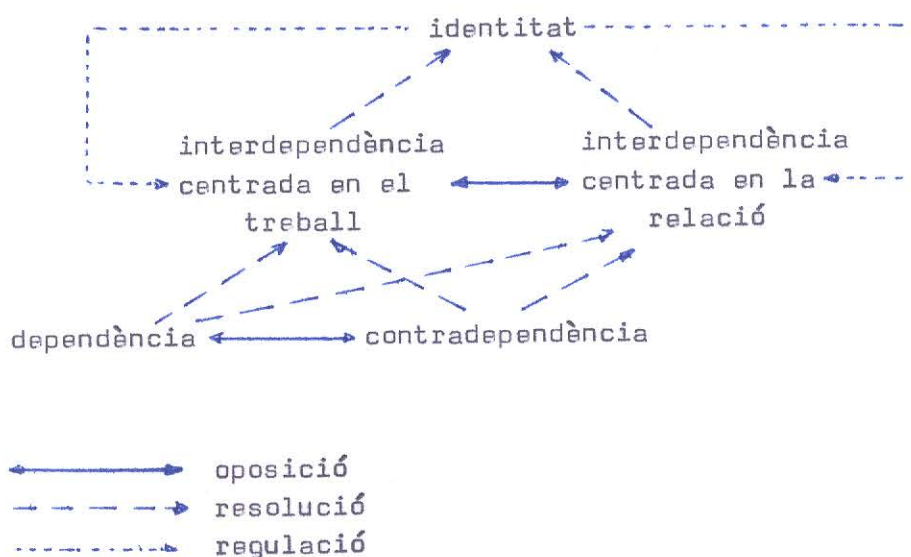 identitat
interdependència
centrada en el
treball
interdependència
centrada en la
relació
dependència
contradependència
oposició
resolució
regulació